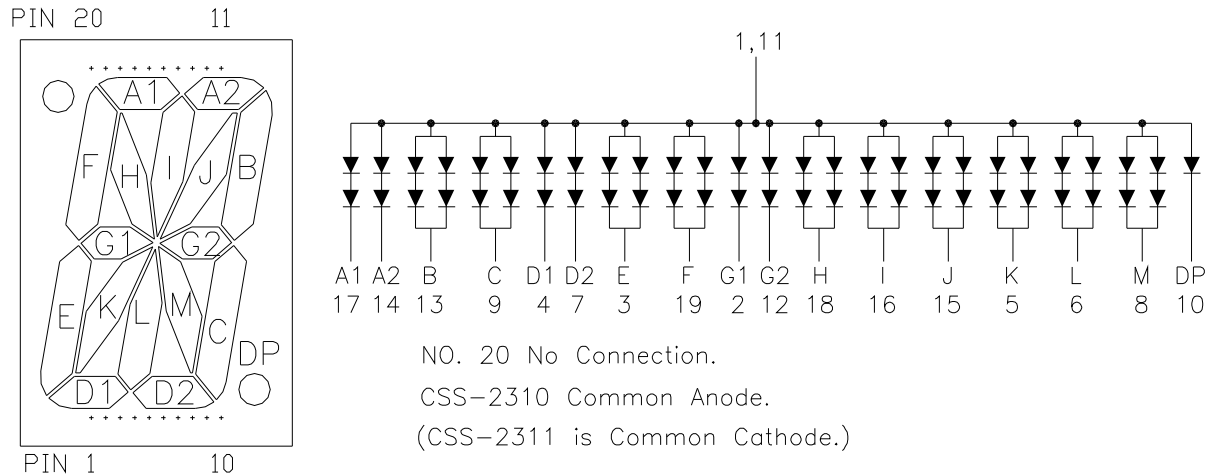 PIN 20 11
A1 A2
F H I J B
G1 G2
E K L M C
DP
D1 D2
PIN 1 10
1,11
A1 A2 B C D1 D2 E F G1 G2 H I J K L M DP
17 14 13 9 4 7 3 19 2 12 18 16 15 5 6 8 10
NO. 20 No Connection.
CSS-2310 Common Anode.
(CSS-2311 is Common Cathode.)